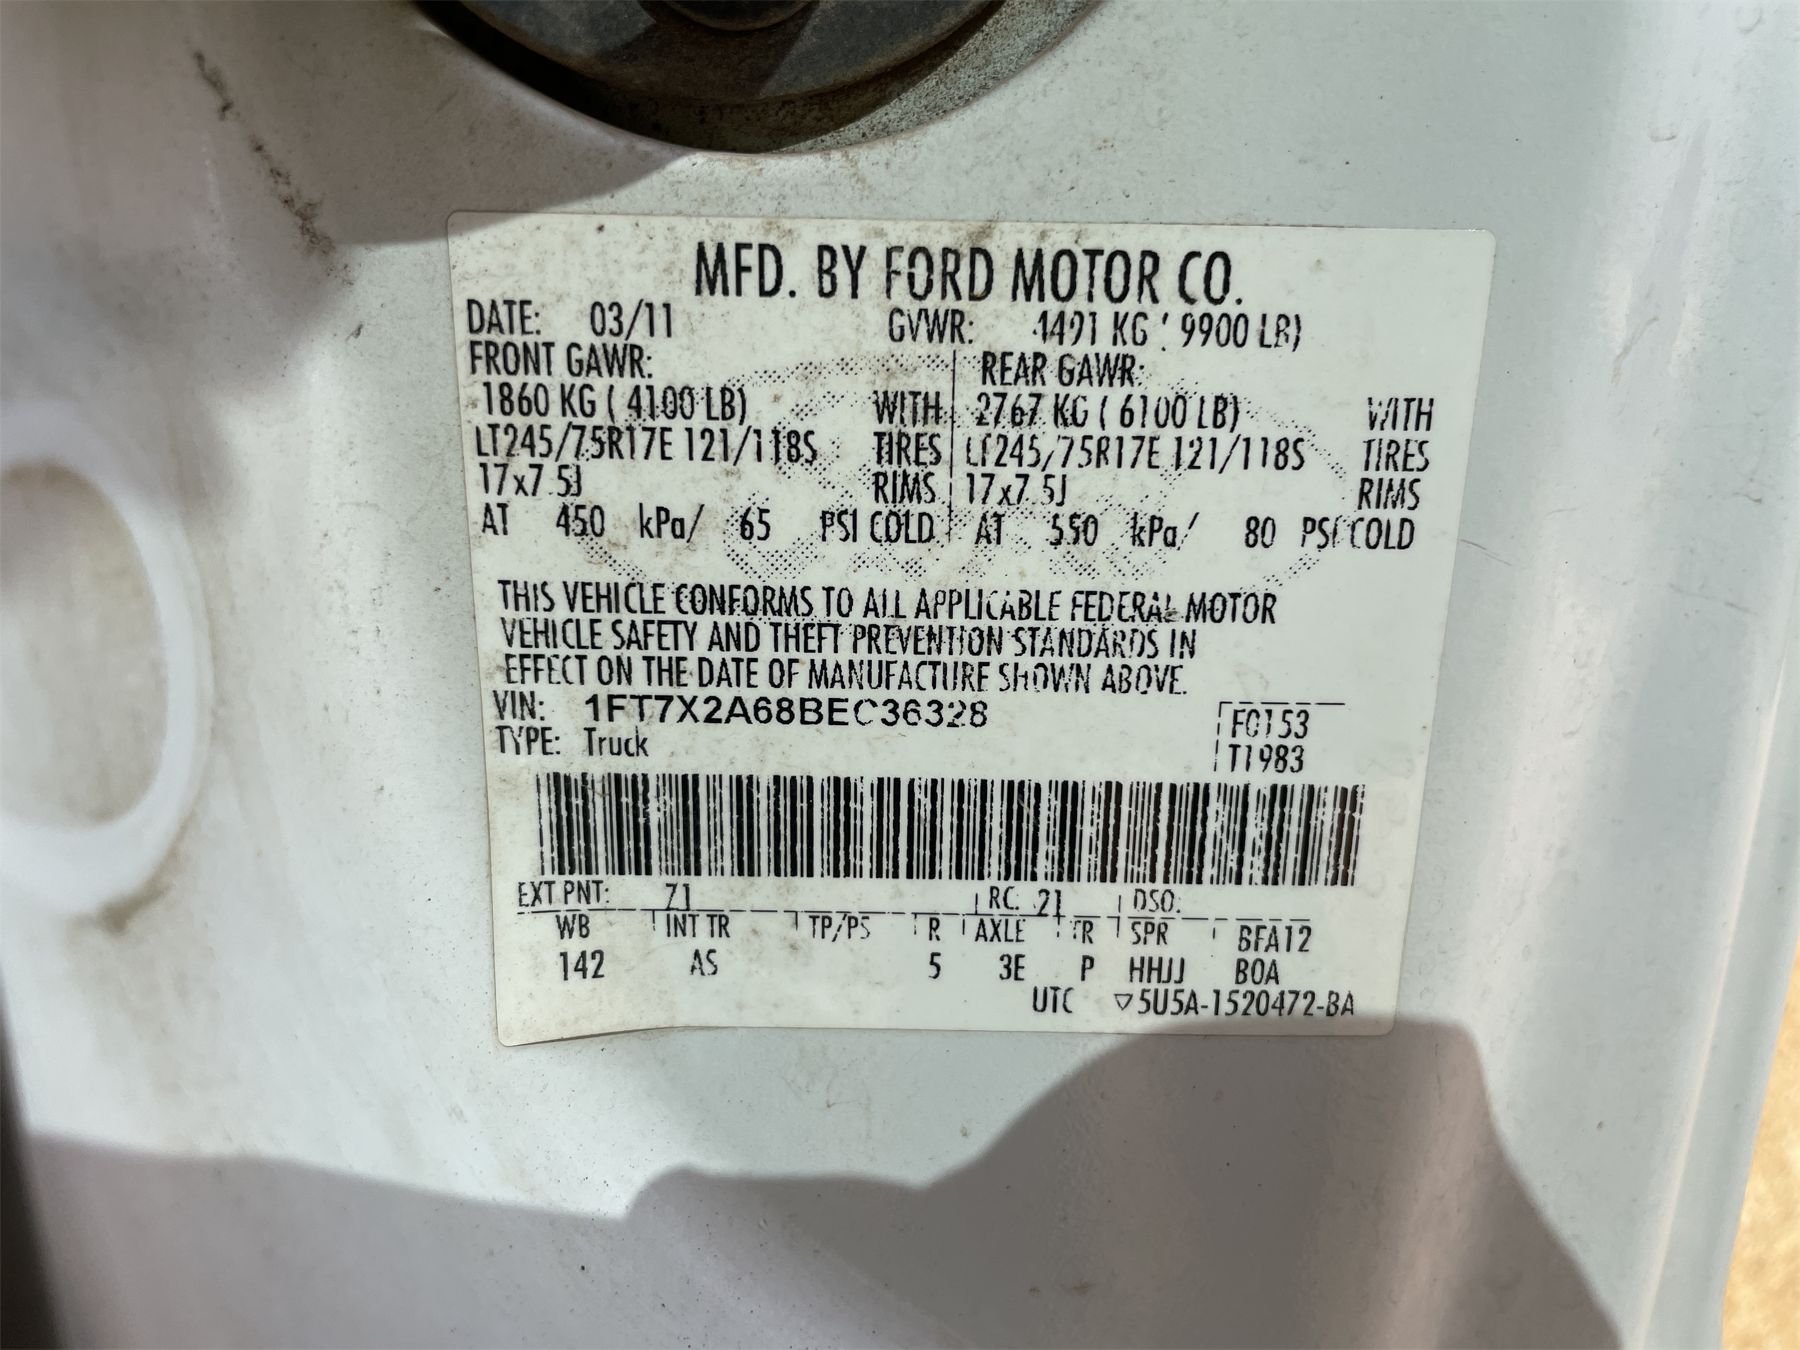 MFD. BY FORD MOTOR CO.
DATE: 03/11 GVWR: 4491 KG ( 9900 LB)
FRONT GAWR: REAR GAWR:
1860 KG ( 4100 LB) WITH 2767 KG ( 6100 LB) WITH
LT245/75R17E 121/118S TIRES LT245/75R17E 121/118S TIRES
17x7.5J RIMS 17x7.5J RIMS
AT 450 kPa/ 65 PSI COLD AT 550 kPa/ 80 PSI COLD
THIS VEHICLE CONFORMS TO ALL APPLICABLE FEDERAL MOTOR
VEHICLE SAFETY AND THEFT PREVENTION STANDARDS IN
EFFECT ON THE DATE OF MANUFACTURE SHOWN ABOVE.
VIN: 1FT7X2A68BEC36328
TYPE: Truck
F0153
T1983
EXT PNT: Z1 RC: 21 DSO:
WB INT TR TP/PS R AXLE TR SPR BFA12
142 AS 5 3E P HHJJ BOA
UTC ▽5U5A-1520472-BA